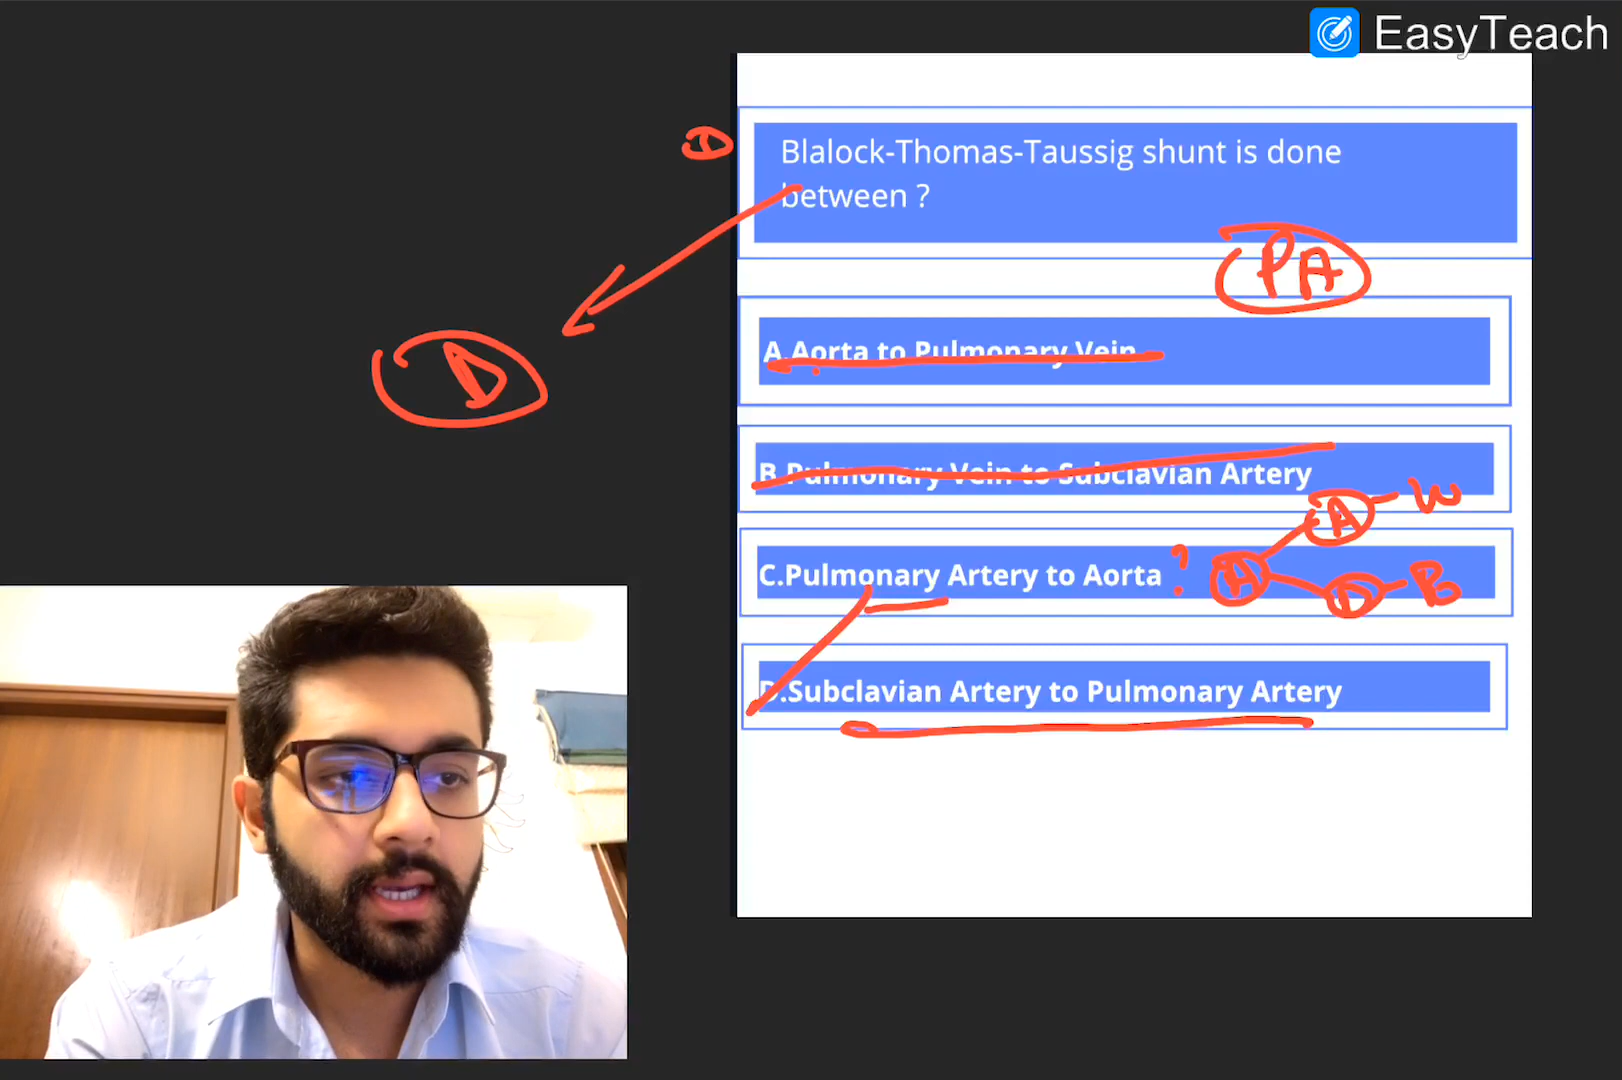 EasyTeach
Blalock-Thomas-Taussig shunt is done
between ?
PA
A.Aorta to Pulmonary Vein
D
B.Pulmonary Vein to Subclavian Artery
A W
C.Pulmonary Artery to Aorta ? A
D B
D.Subclavian Artery to Pulmonary Artery